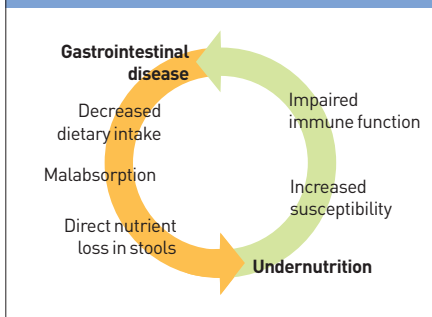 Gastrointestinal
disease
Decreased
dietary intake
Malabsorption
Direct nutrient
loss in stools
Impaired
immune function
Increased
susceptibility
Undernutrition